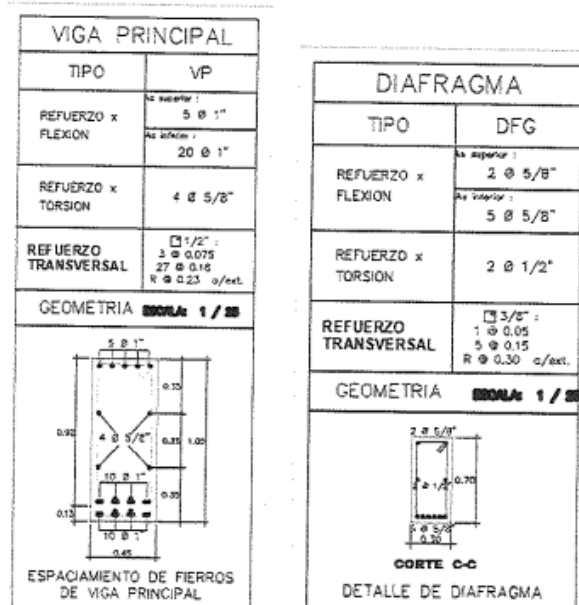 VIGA PRINCIPAL
TIPO
VP
REFUERZO x
FLEXION
As superior :
5 Ø 1"
As inferior :
20 Ø 1"
REFUERZO x
TORSION
4 Ø 5/8"
REFUERZO
TRANSVERSAL
1/2" :
3 @ 0.075
27 @ 0.16
R @ 0.23 c/ext.
GEOMETRIA ESCALA: 1 / 25
5 Ø 1"
0.35
0.92
4 Ø 5/8"
0.35
10 Ø 1"
0.35
0.13
10 Ø 1"
0.45
ESPACIAMIENTO DE FIERROS
DE VIGA PRINCIPAL
DIAFRAGMA
TIPO
DFG
REFUERZO x
FLEXION
As superior :
2 Ø 5/8"
As inferior :
5 Ø 5/8"
REFUERZO x
TORSION
2 Ø 1/2"
REFUERZO
TRANSVERSAL
3/8" :
1 @ 0.05
5 @ 0.15
R @ 0.30 c/ext.
GEOMETRIA ESCALA: 1 / 25
2 Ø 5/8"
0.70
5 Ø 5/8"
0.30
CORTE C-C
DETALLE DE DIAFRAGMA